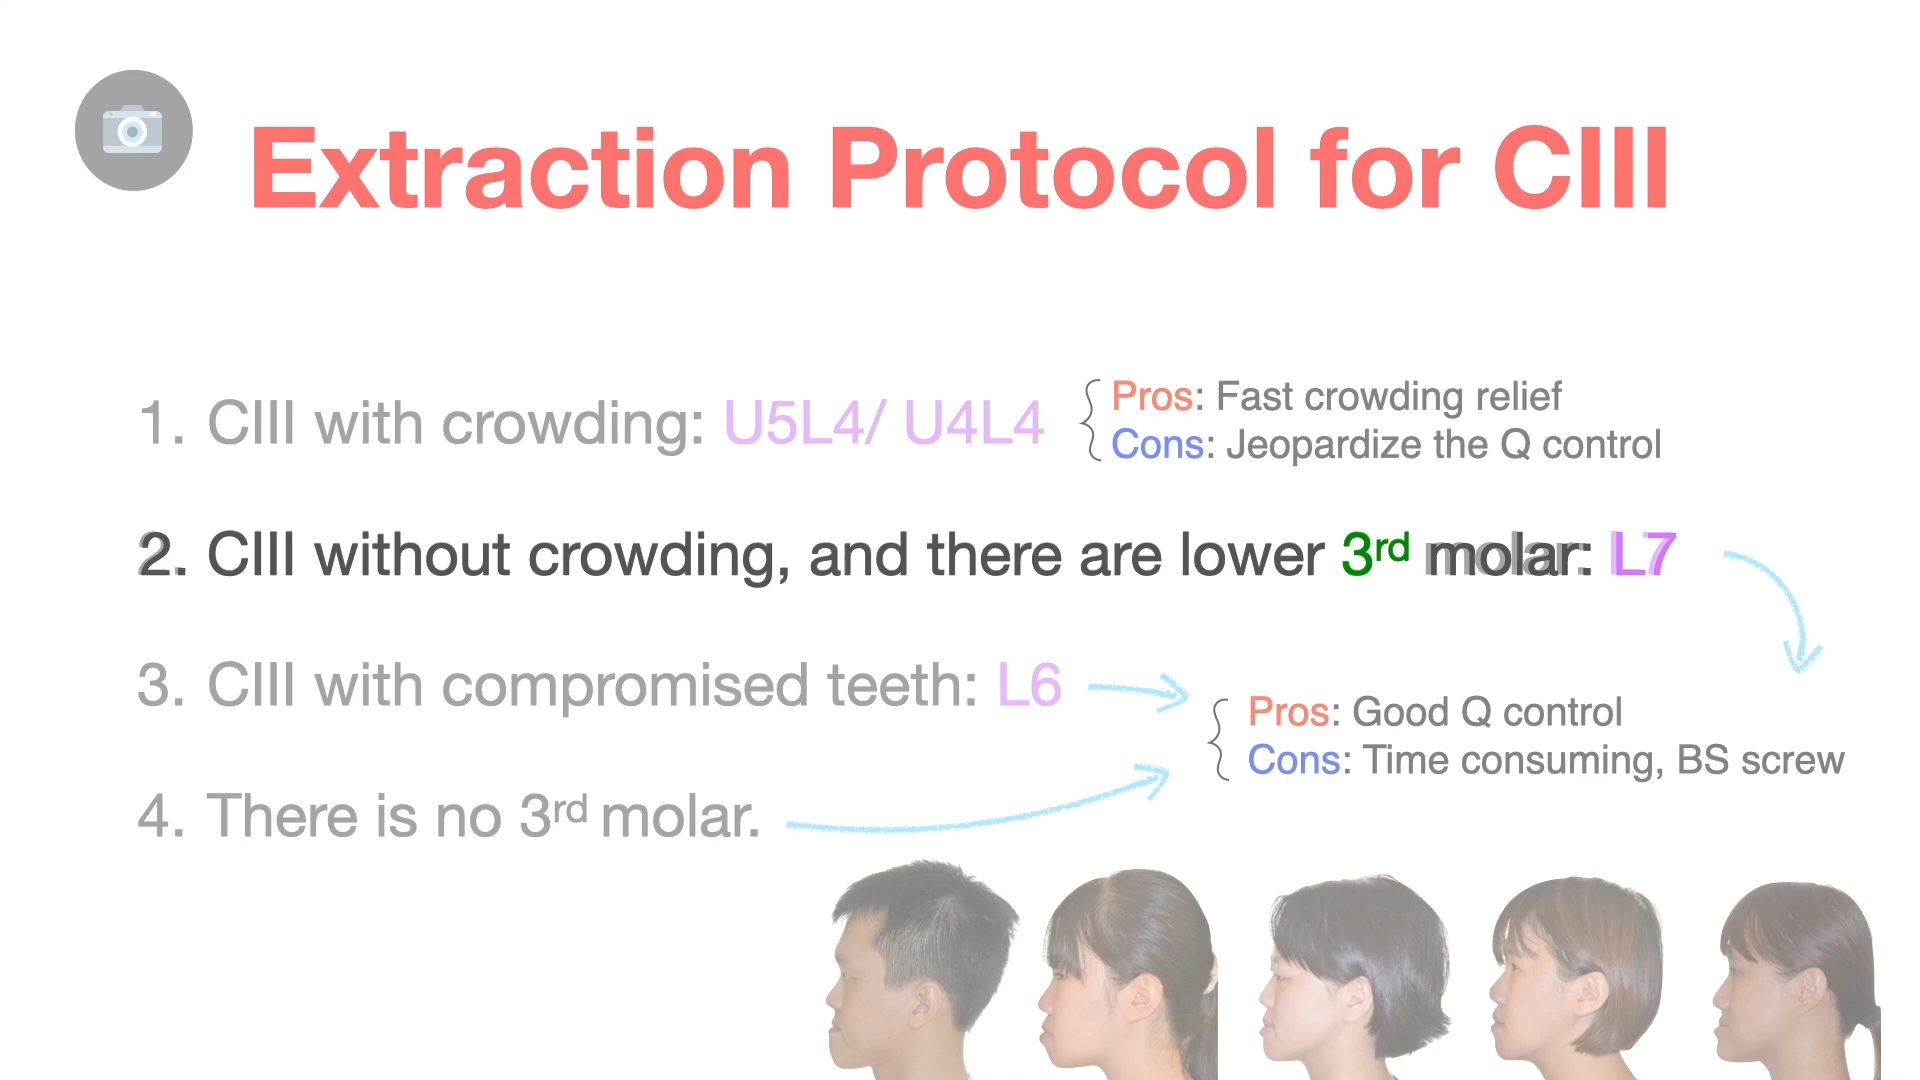 Extraction Protocol for CIII
1. CIII with crowding: U5L4/ U4L4
Pros: Fast crowding relief
Cons: Jeopardize the Q control
2. CIII without crowding, and there are lower 3rd molar: L7
3. CIII with compromised teeth: L6
Pros: Good Q control
Cons: Time consuming, BS screw
4. There is no 3rd molar.